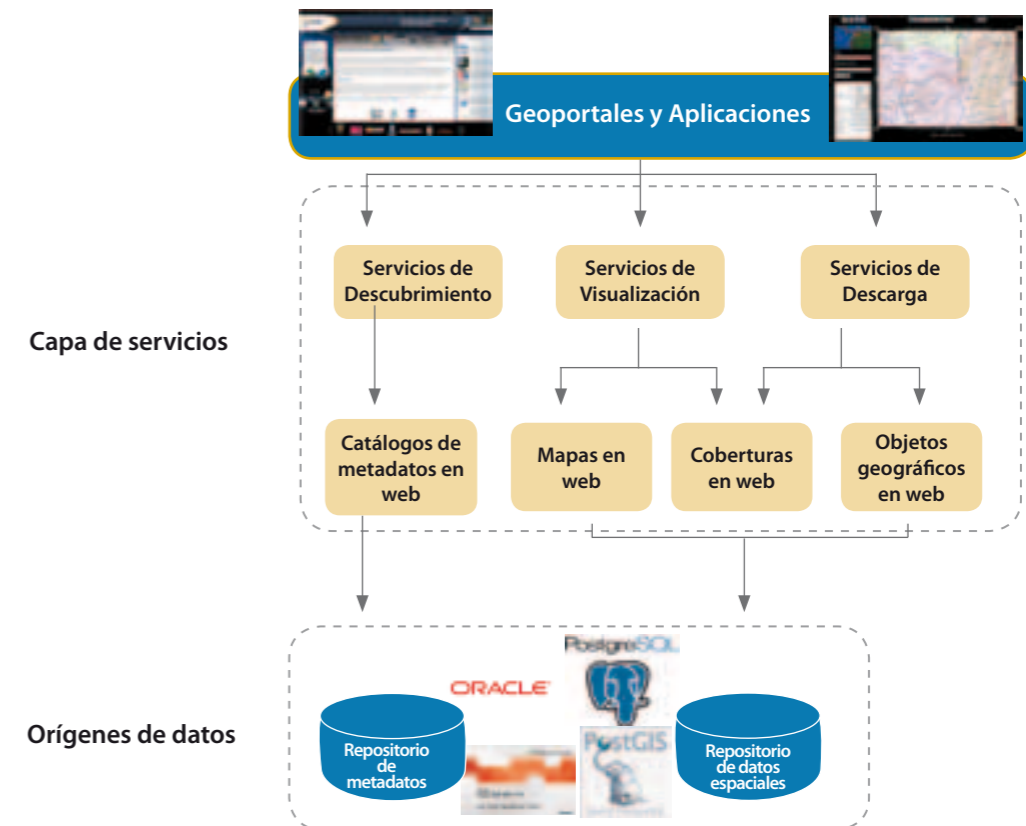 Geoportales y Aplicaciones
Servicios de
Descubrimiento
Servicios de
Visualización
Servicios de
Descarga
Capa de servicios
Catálogos de
metadatos en
web
Mapas en
web
Coberturas
en web
Objetos
geográficos
en web
PostgreSQL
ORACLE
Orígenes de datos
Repositorio
de
metadatos
PostGIS
Repositorio
de datos
espaciales